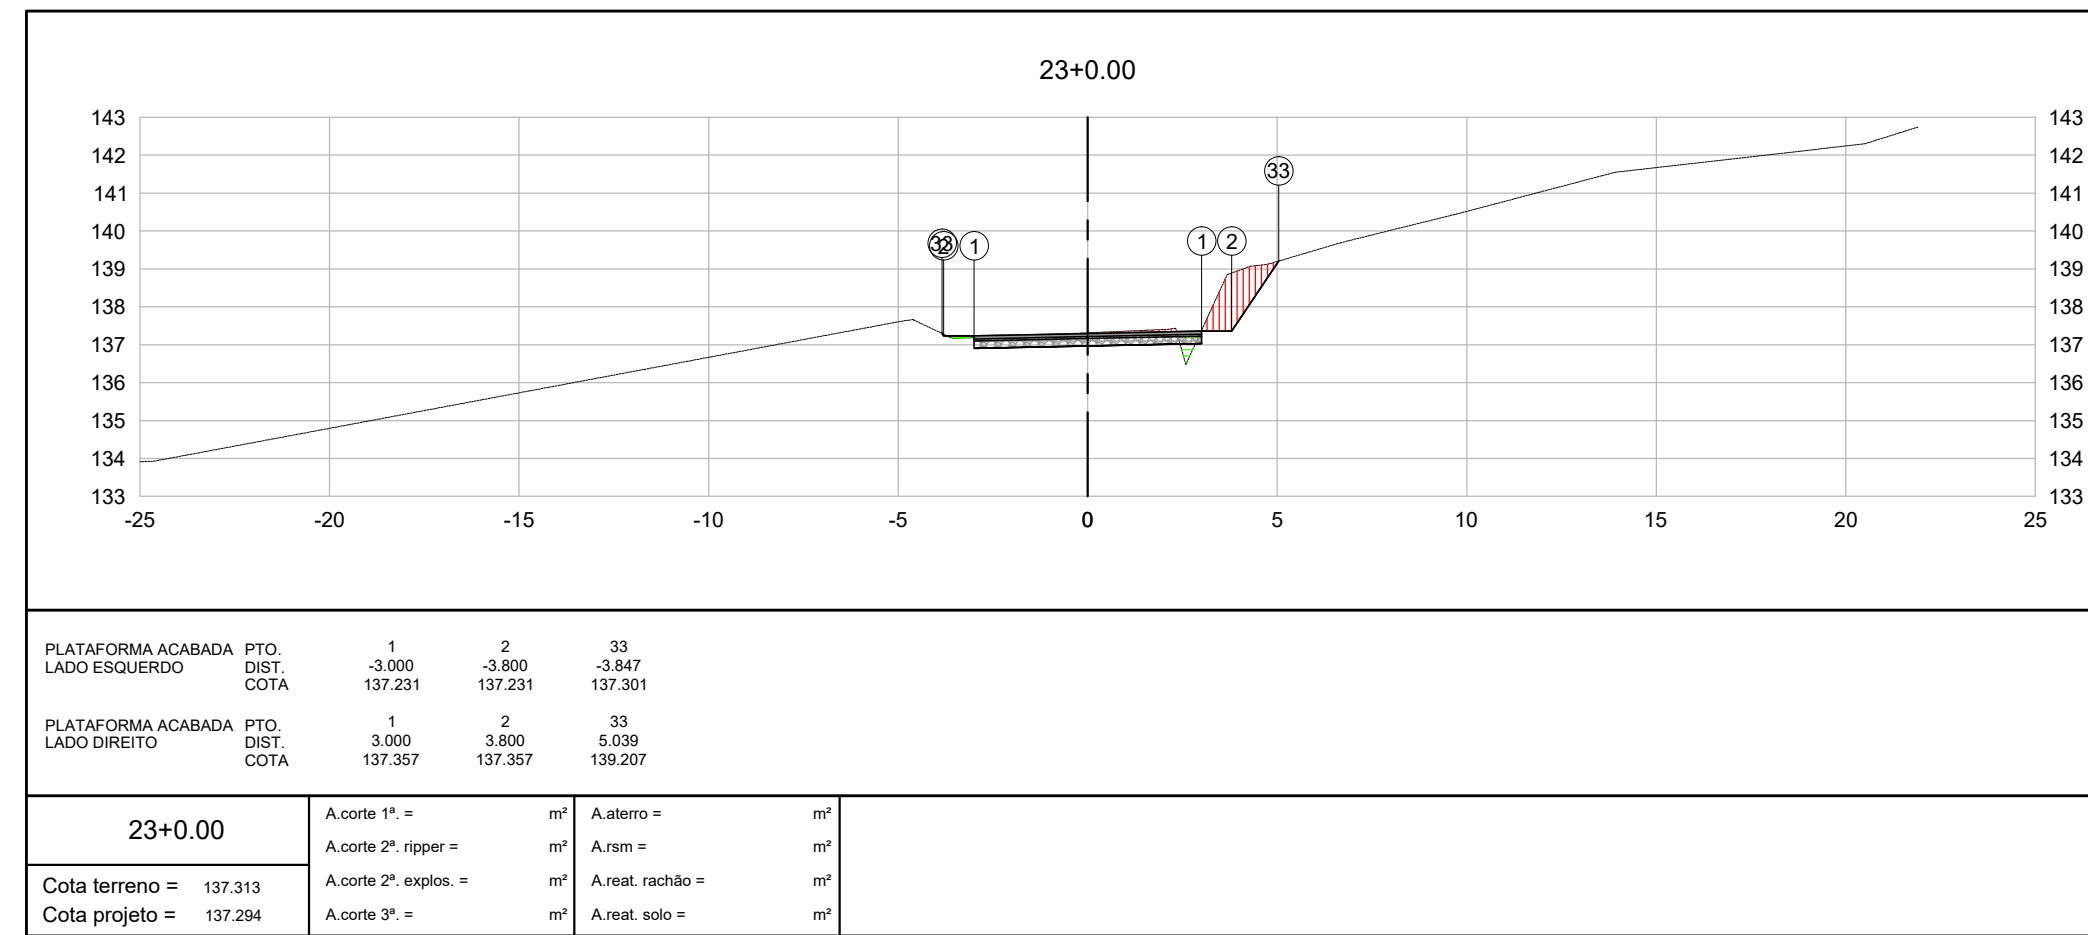 23+0.00
143 143
142 142
33
141 141
140 140
33 2 1 1 2
139 139
138 138
137 137
136 136
135 135
134 134
133 133
-25 -20 -15 -10 -5 0 5 10 15 20 25
PLATAFORMA ACABADA PTO. 1 2 33
LADO ESQUERDO DIST. -3.000 -3.800 -3.847
COTA 137.231 137.231 137.301
PLATAFORMA ACABADA PTO. 1 2 33
LADO DIREITO DIST. 3.000 3.800 5.039
COTA 137.357 137.357 139.207
23+0.00
Cota terreno = 137.313
Cota projeto = 137.294
A.corte 1ª. = m²
A.corte 2ª. ripper = m²
A.corte 2ª. explos. = m²
A.corte 3ª. = m²
A.aterro = m²
A.rsm = m²
A.reat. rachão = m²
A.reat. solo = m²